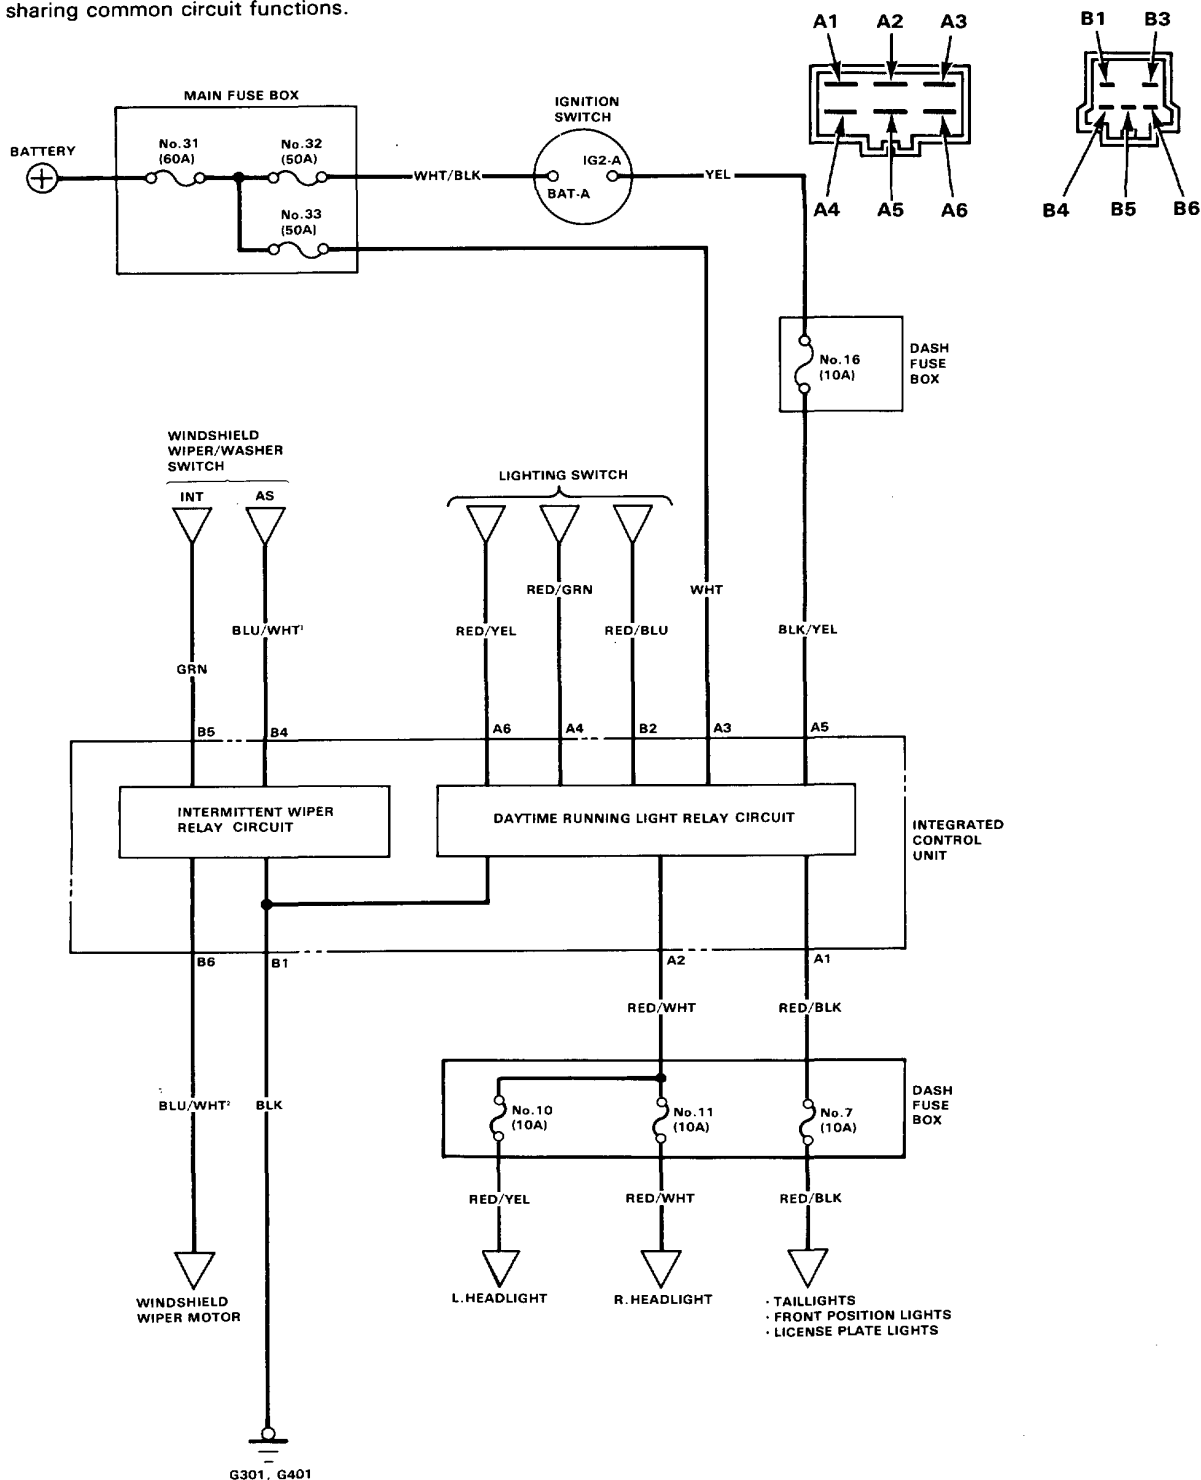 sharing common circuit functions.
A1 A2 A3
B1 B3
MAIN FUSE BOX
IGNITION
SWITCH
BATTERY
No.31
(60A)
No.32
(50A)
WHT/BLK
IG2-A
BAT-A
YEL
No.33
(50A)
A4 A5 A6
B4 B5 B6
No.16
(10A)
DASH
FUSE
BOX
WINDSHIELD
WIPER/WASHER
SWITCH
INT AS
LIGHTING SWITCH
RED/GRN
WHT
BLU/WHT¹
RED/YEL
RED/BLU
BLK/YEL
GRN
B5 B4 A6 A4 B2 A3 A5
INTERMITTENT WIPER
RELAY CIRCUIT
DAYTIME RUNNING LIGHT RELAY CIRCUIT
INTEGRATED
CONTROL
UNIT
B6 B1 A2 A1
RED/WHT
RED/BLK
BLU/WHT²
BLK
No.10
(10A)
No.11
(10A)
No.7
(10A)
DASH
FUSE
BOX
RED/YEL
RED/WHT
RED/BLK
WINDSHIELD
WIPER MOTOR
L.HEADLIGHT
R.HEADLIGHT
· TAILLIGHTS
· FRONT POSITION LIGHTS
· LICENSE PLATE LIGHTS
G301, G401